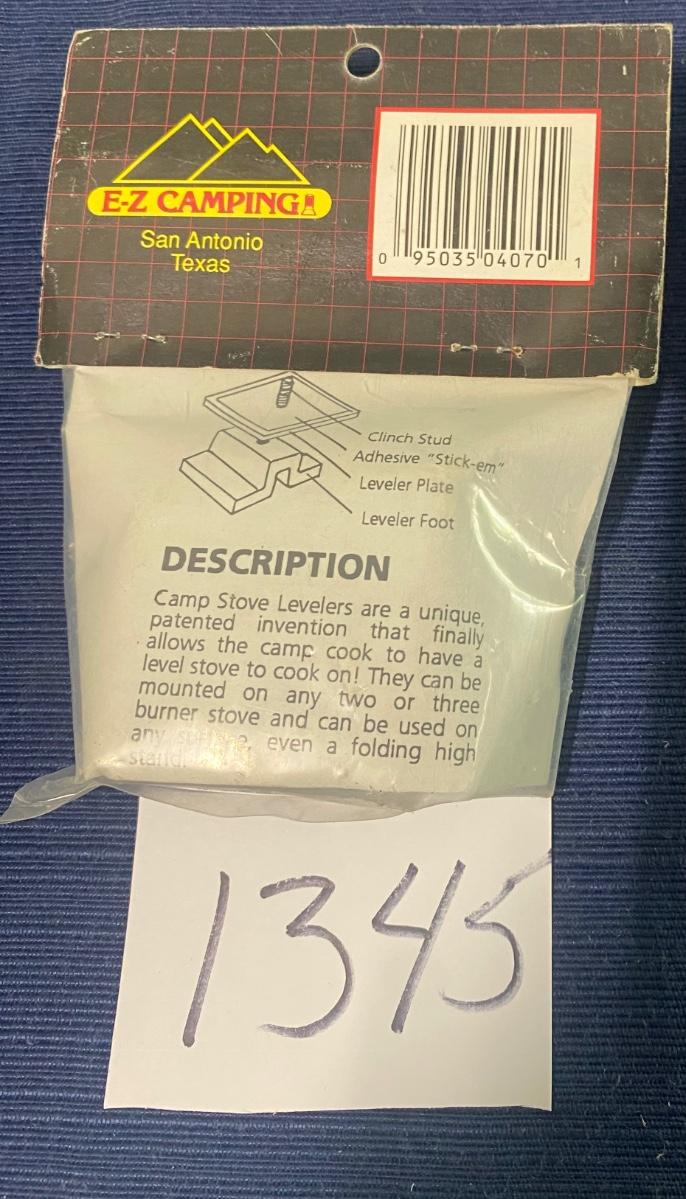 E-Z CAMPING!
San Antonio
Texas
0 95035 04070 1
Clinch Stud
Adhesive "Stick-em"
Leveler Plate
Leveler Foot
DESCRIPTION
Camp Stove Levelers are a unique,
patented invention that finally
allows the camp cook to have a
level stove to cook on! They can be
mounted on any two or three
burner stove and can be used on
any even a folding high
1345